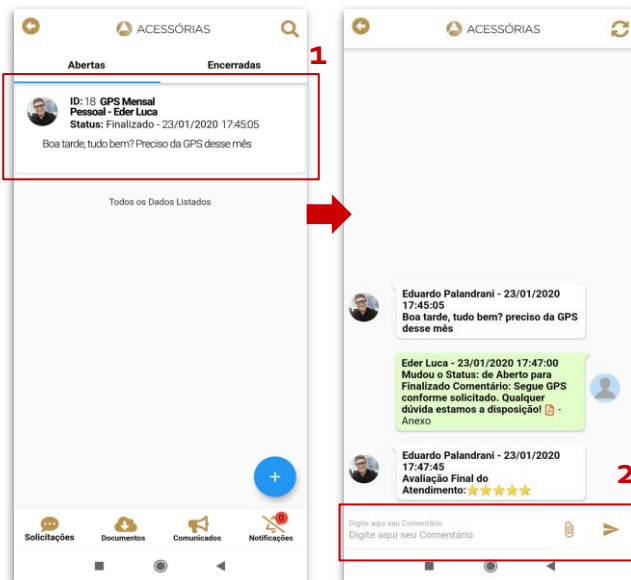 ACESSÓRIAS
Abertas Encerradas
1
ID: 18 GPS Mensal
Pessoal - Eder Luca
Status: Finalizado - 23/01/2020 17:45:05
Boa tarde, tudo bem? Preciso da GPS desse mês
Todos os Dados Listados
+
0
Solicitações Documentos Comunicados Notificações
ACESSÓRIAS
Eduardo Palandrani - 23/01/2020
17:45:05
Boa tarde, tudo bem? preciso da GPS
desse mês
Eder Luca - 23/01/2020 17:47:00
Mudou o Status: de Aberto para
Finalizado Comentário: Segue GPS
conforme solicitado. Qualquer
dúvida estamos a disposição! -
Anexo
Eduardo Palandrani - 23/01/2020
17:47:45
Avaliação Final do
Atendimento:
2
Digite aqui seu Comentário
Digite aqui seu Comentário